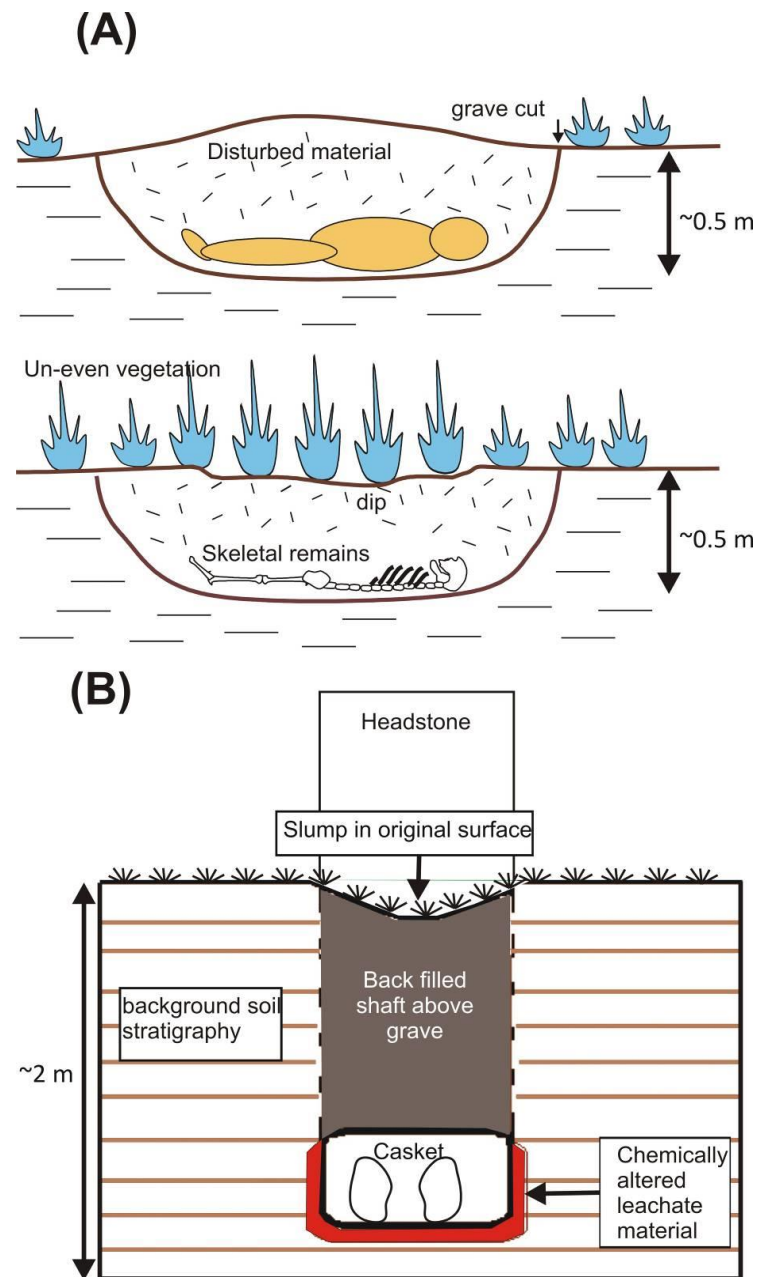 (A)
grave cut
Disturbed material
~0.5 m
Un-even vegetation
dip
~0.5 m
Skeletal remains
(B)
Headstone
Slump in original surface
Back filled
shaft above
grave
background soil
stratigraphy
~2 m
Casket
Chemically
altered
leachate
material